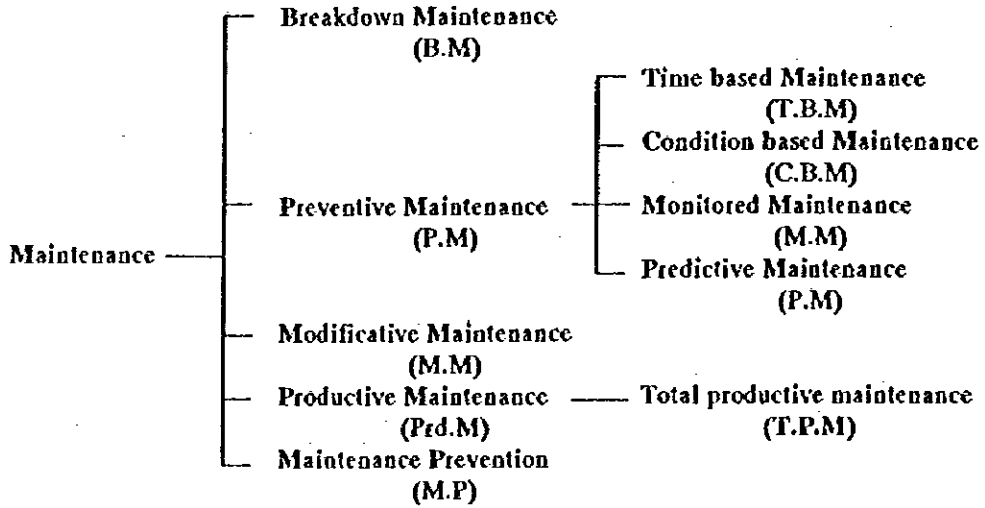 Breakdown Maintenance
(B.M)
Time based Maintenance
(T.B.M)
Condition based Maintenance
(C.B.M)
Preventive Maintenance
(P.M)
Monitored Maintenance
(M.M)
Maintenance
Predictive Maintenance
(P.M)
Modificative Maintenance
(M.M)
Productive Maintenance
(Prd.M)
Total productive maintenance
(T.P.M)
Maintenance Prevention
(M.P)